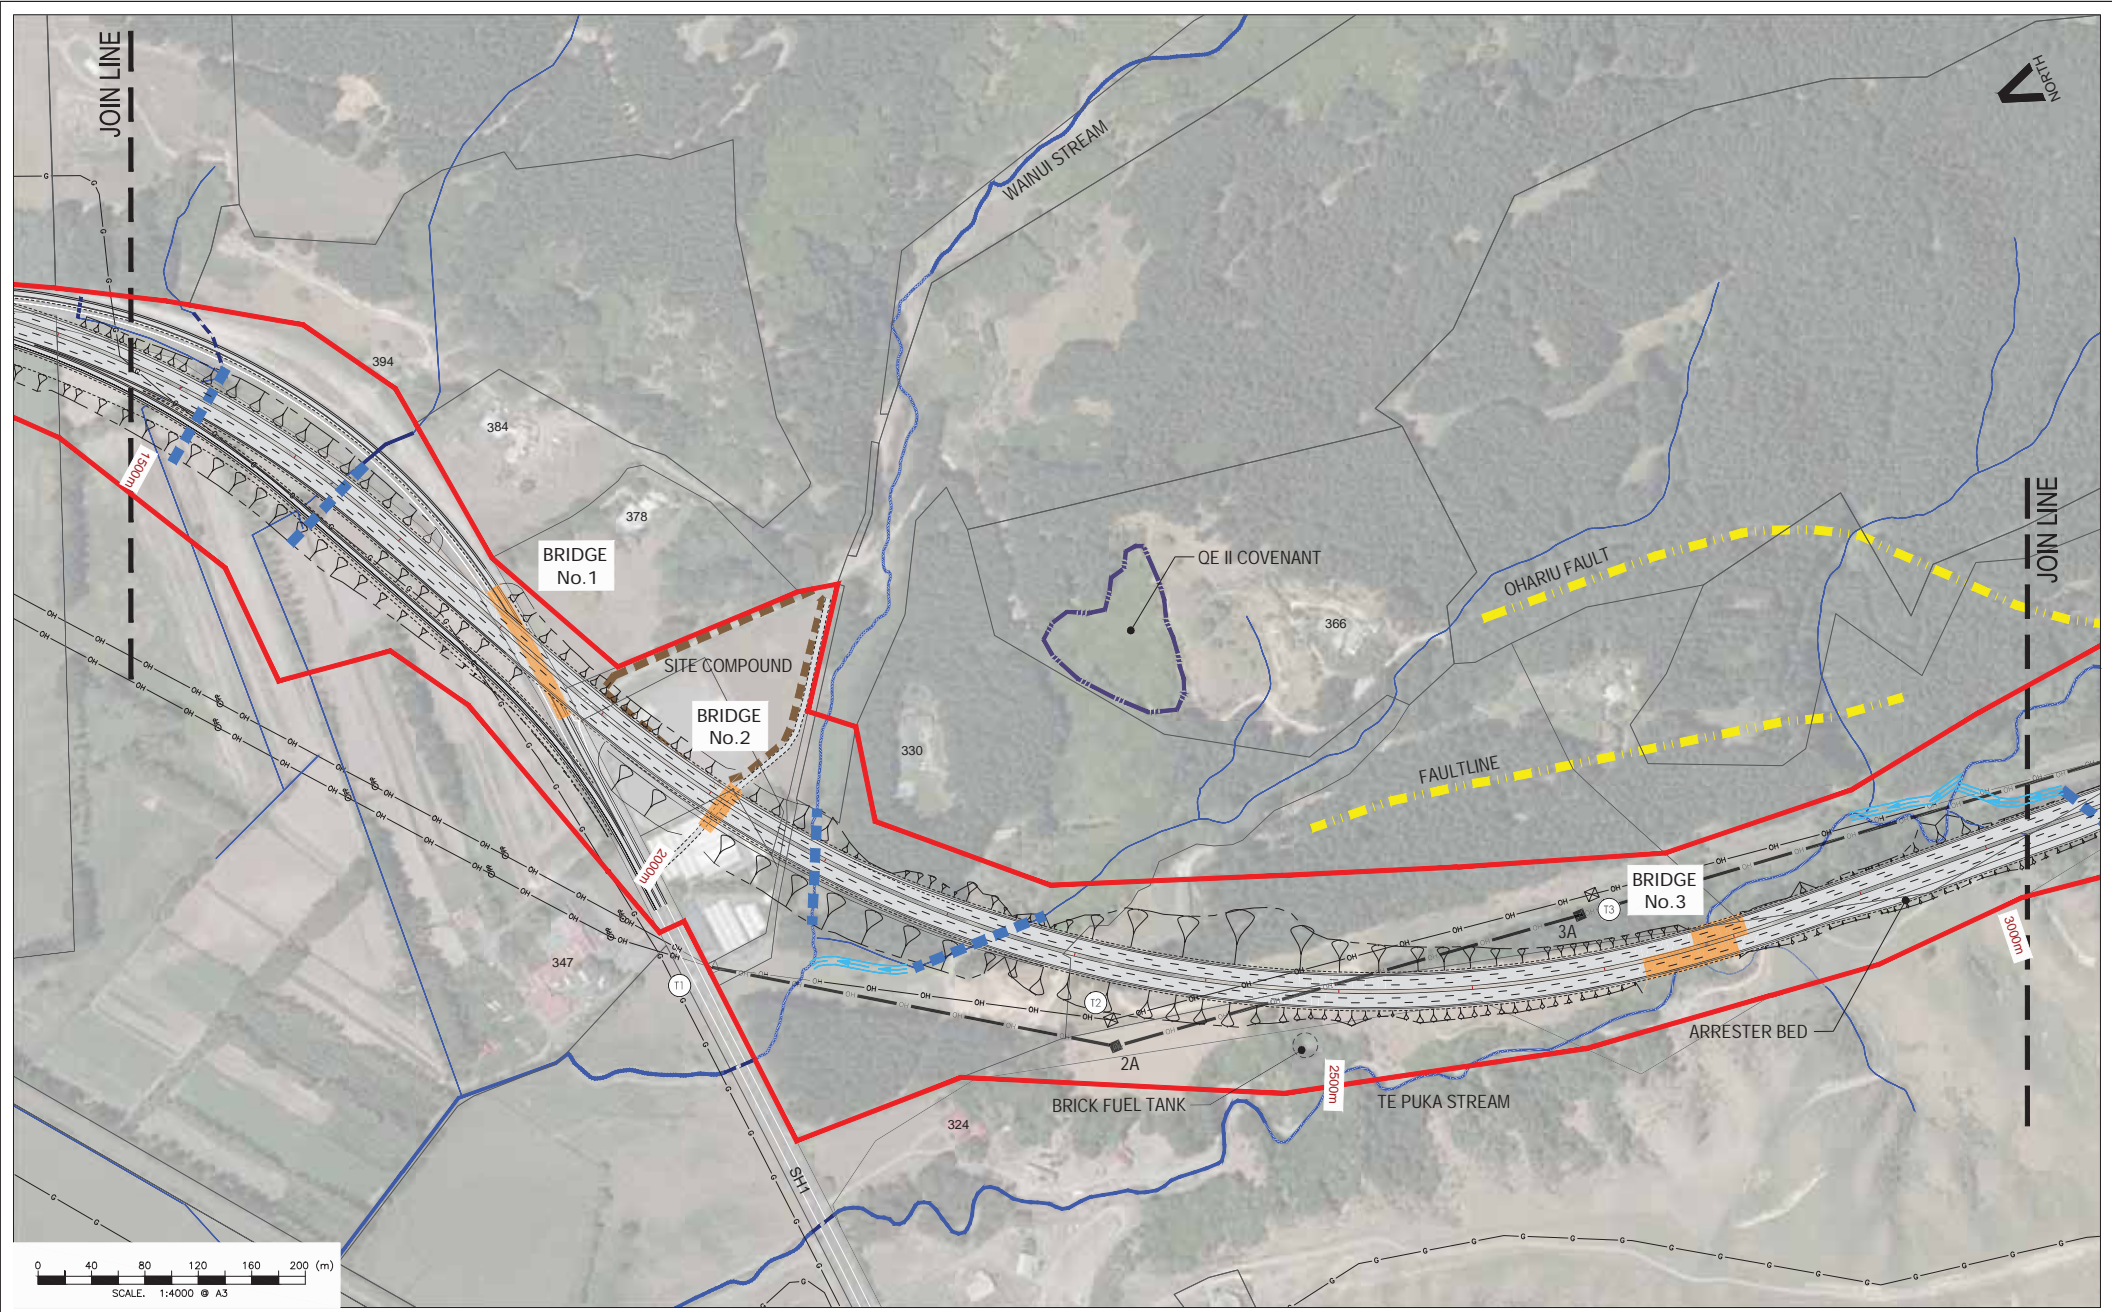 JOIN LINE
NORTH
WAINUI STREAM
394
384
378
BRIDGE
No.1
QE II COVENANT
OHARIU FAULT
JOIN LINE
1500m
366
SITE COMPOUND
BRIDGE
No.2
330
FAULTLINE
2000m
BRIDGE
No.3
T3
3A
3000m
347
T1
T2
ARRESTER BED
2A
2500m
BRICK FUEL TANK
TE PUKA STREAM
324
SH1
0 40 80 120 160 200 (m)
SCALE. 1:4000 @ A3